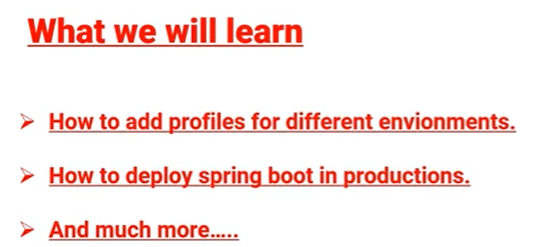 What we will learn
➢ How to add profiles for different envionments.
➢ How to deploy spring boot in productions.
➢ And much more.....